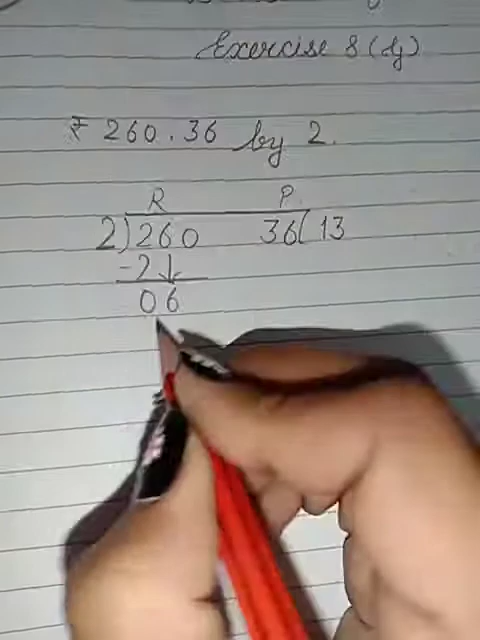 Exercise 8(d)
₹ 260.36 by 2.
R P.
2)260 36(13
-2↓
06